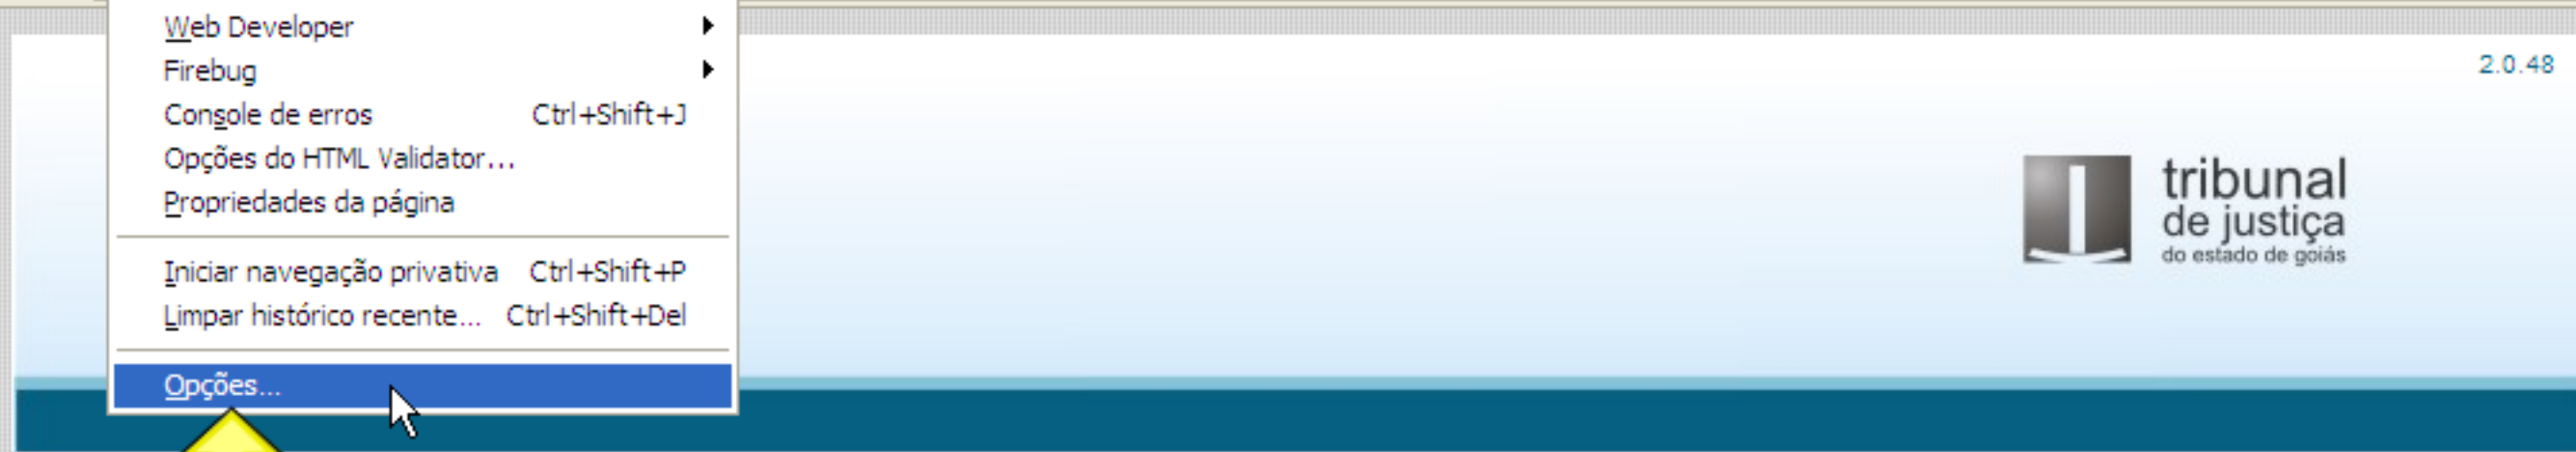 Web Developer
Firebug
Console de erros Ctrl+Shift+J
Opções do HTML Validator...
Propriedades da página
Iniciar navegação privativa Ctrl+Shift+P
Limpar histórico recente... Ctrl+Shift+Del
Opções...
2.0.48
tribunal
de justiça
do estado de goiás